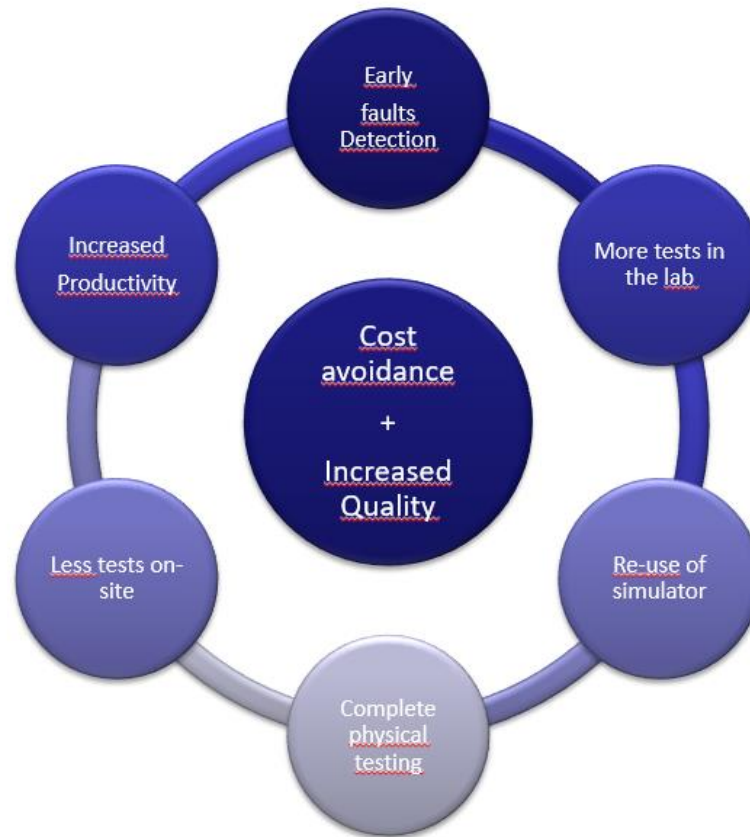 Early
faults
Detection
More tests in
the lab
Re-use of
simulator
Complete
physical
testing
Less tests on-
site
Increased
Productivity
Cost
avoidance
+
Increased
Quality